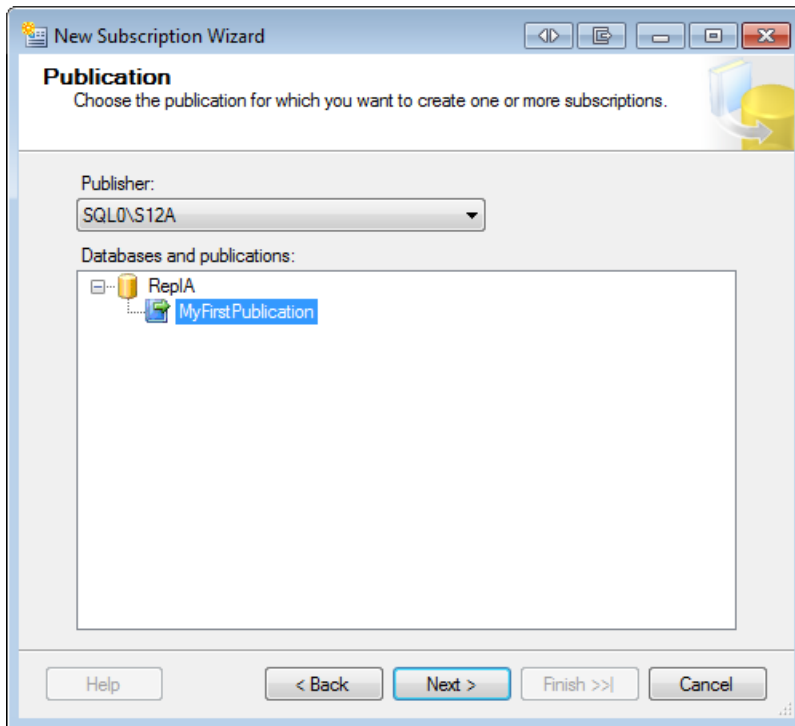 New Subscription Wizard
Publication
Choose the publication for which you want to create one or more subscriptions.
Publisher:
SQL0\S12A
Databases and publications:
ReplA
MyFirstPublication
Help
< Back
Next >
Finish >>|
Cancel